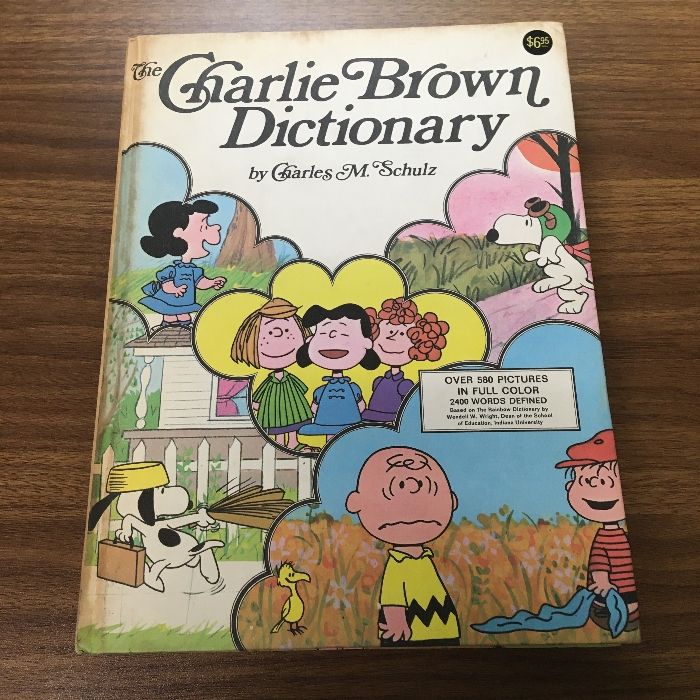 The Charlie Brown
Dictionary
by Charles M. Schulz
$6.95
OVER 580 PICTURES
IN FULL COLOR
2400 WORDS DEFINED
Based on The Rainbow Dictionary by
Wendell W. Wright, Dean of the School
of Education, Indiana University